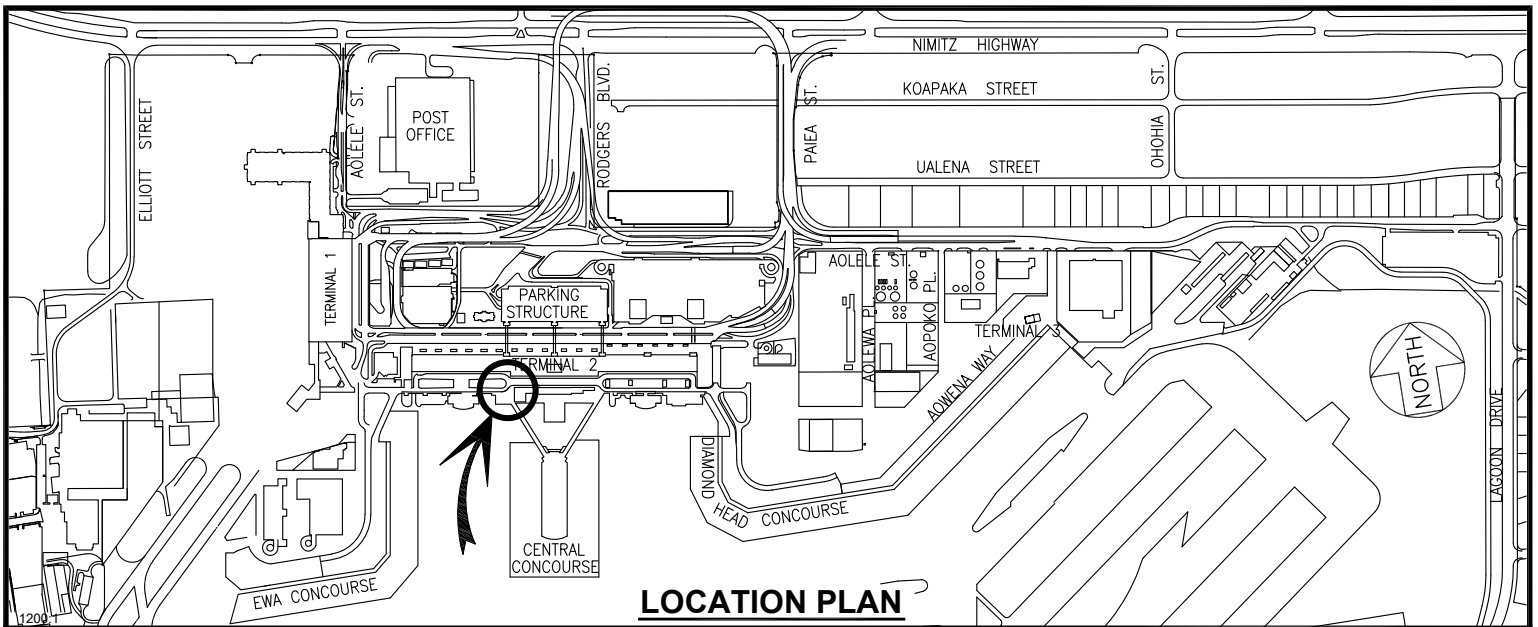 NIMITZ HIGHWAY
KOAPAKA STREET
UALENA STREET
ELLIOTT STREET
AOLELE ST.
POST
OFFICE
RODGERS BLVD.
PAIEA ST.
OHOHIA ST.
TERMINAL 1
PARKING
STRUCTURE
TERMINAL 2
AOLELE ST.
AOLEWA PL.
AOPOKO PL.
TERMINAL 3
AOWENA WAY
NORTH
LAGOON DRIVE
DIAMOND
HEAD CONCOURSE
CENTRAL
CONCOURSE
EWA CONCOURSE
LOCATION PLAN
1200:1